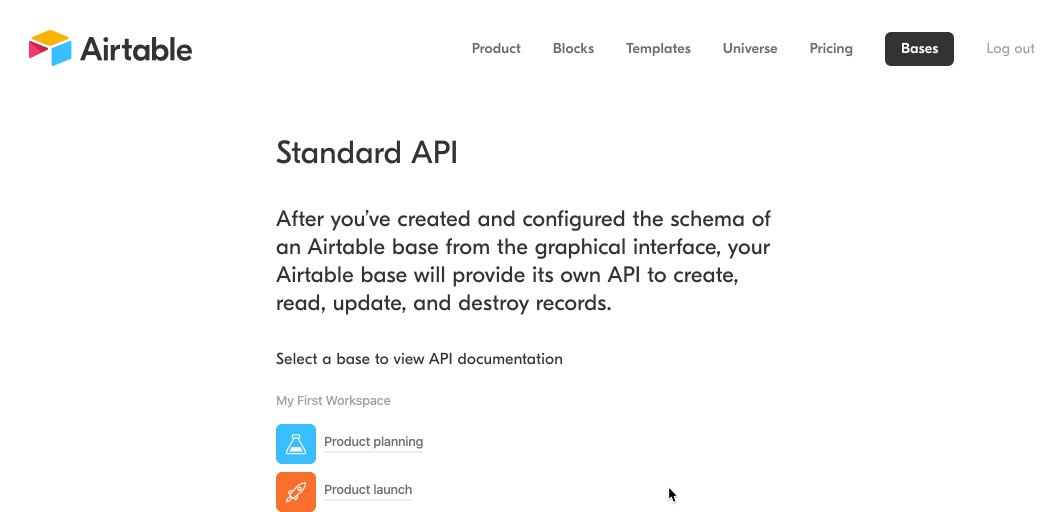 Airtable
Product Blocks Templates Universe Pricing Bases Log out
Standard API
After you’ve created and configured the schema of
an Airtable base from the graphical interface, your
Airtable base will provide its own API to create,
read, update, and destroy records.
Select a base to view API documentation
My First Workspace
Product planning
Product launch